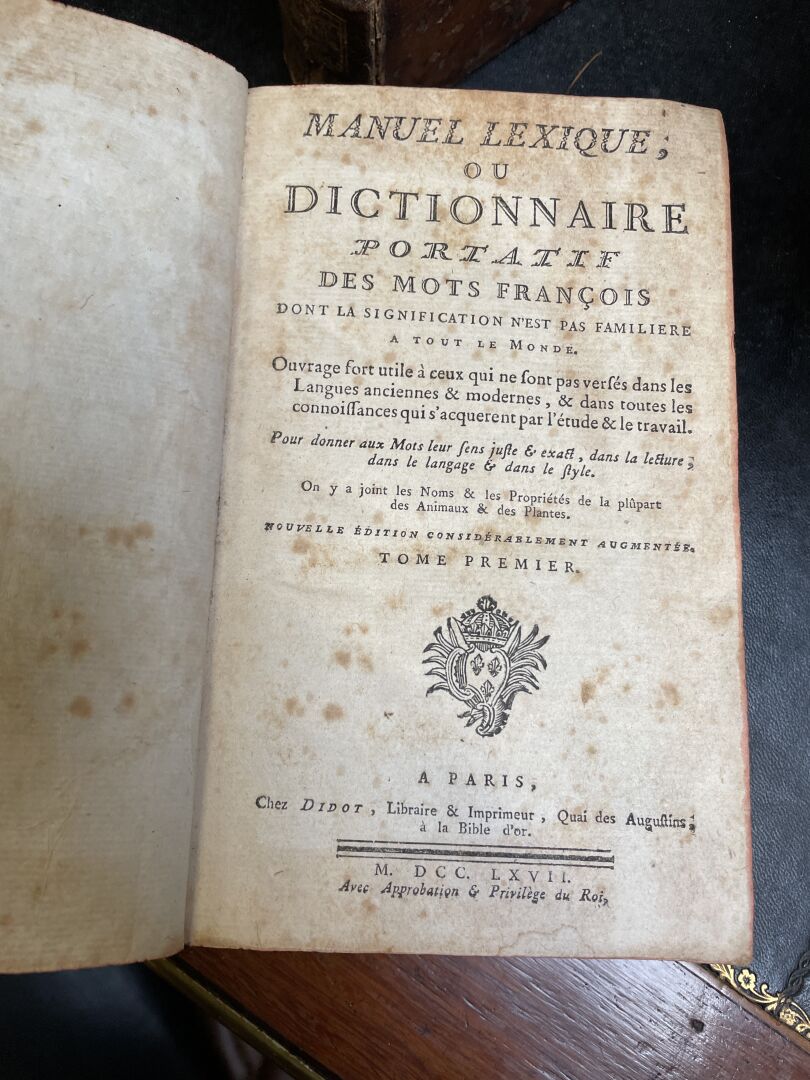 MANUEL LEXIQUE;
OU
DICTIONNAIRE
PORTATIF
DES MOTS FRANÇOIS
DONT LA SIGNIFICATION N'EST PAS FAMILIERE
A TOUT LE MONDE.
Ouvrage fort utile à ceux qui ne ſont pas verſés dans les
Langues anciennes & modernes, & dans toutes les
connoiſſances qui s'acquerent par l'étude & le travail.
Pour donner aux Mots leur ſens juſte & exact, dans la lecture;
dans le langage & dans le ſtyle.
On y a joint les Noms & les Propriétés de la plûpart
des Animaux & des Plantes.
NOUVELLE ÉDITION CONSIDÉRABLEMENT AUGMENTÉE.
TOME PREMIER.
A PARIS,
Chez DIDOT, Libraire & Imprimeur, Quai des Auguſtins;
à la Bible d'or.
M. DCC. LXVII.
Avec Approbation & Privilège du Roi,